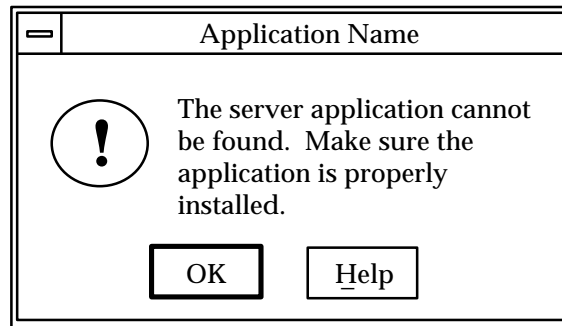 Application Name
The server application cannot
be found.  Make sure the
application is properly
installed.
OK
Help